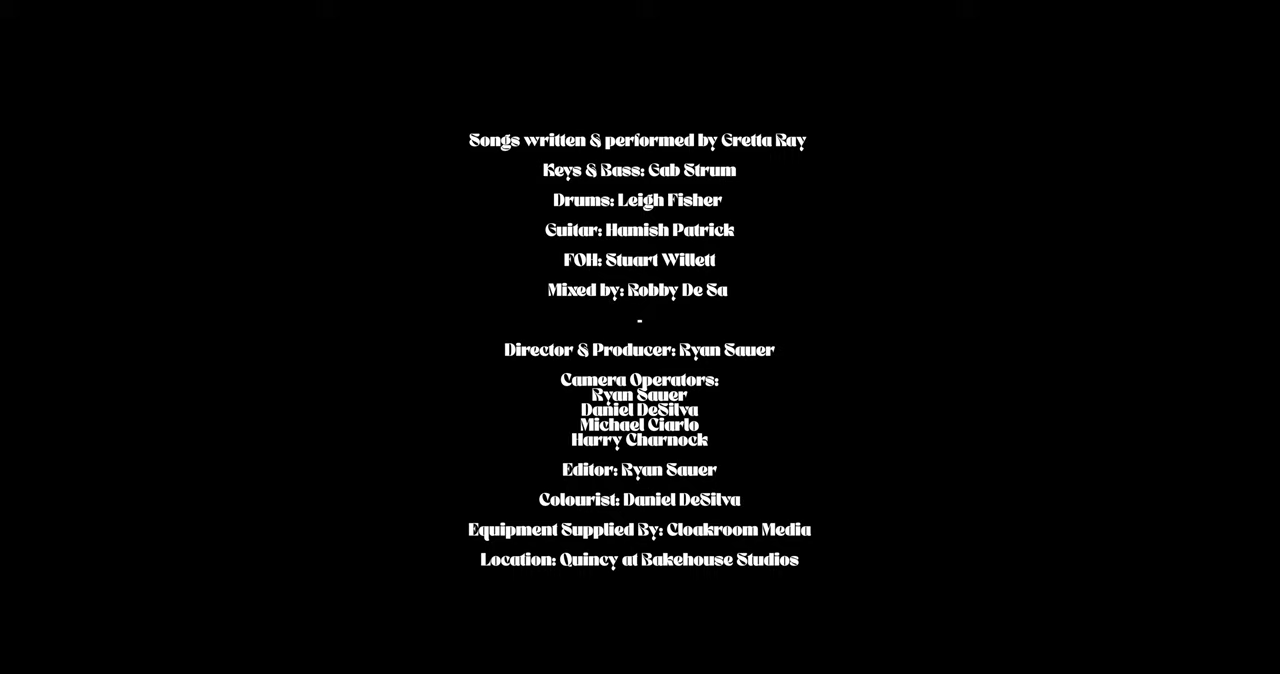 Songs written & performed by Gretta Ray
Keys & Bass: Gab Strum
Drums: Leigh Fisher
Guitar: Hamish Patrick
FOH: Stuart Willett
Mixed by: Robby De Sa
-
Director & Producer: Ryan Sauer
Camera Operators:
Ryan Sauer
Daniel DeSilva
Michael Ciarlo
Harry Charnock
Editor: Ryan Sauer
Colourist: Daniel DeSilva
Equipment Supplied By: Cloakroom Media
Location: Quincy at Bakehouse Studios